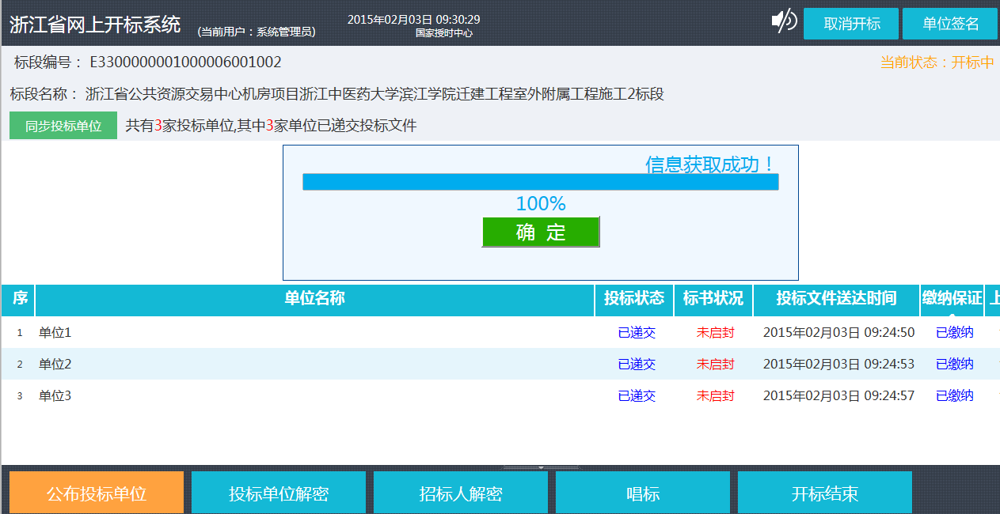 浙江省网上开标系统 (当前用户：系统管理员) 2015年02月03日 09:30:29
国家授时中心
取消开标 单位签名
标段编号： E3300000001000006001002 当前状态：开标中
标段名称： 浙江省公共资源交易中心机房项目浙江中医药大学滨江学院迁建工程室外附属工程施工2标段
同步投标单位 共有3家投标单位,其中3家单位已递交投标文件
信息获取成功！
100%
确 定
序 单位名称 投标状态 标书状况 投标文件送达时间 缴纳保证 上
1 单位1 已递交 未启封 2015年02月03日 09:24:50 已缴纳
2 单位2 已递交 未启封 2015年02月03日 09:24:53 已缴纳
3 单位3 已递交 未启封 2015年02月03日 09:24:57 已缴纳
公布投标单位 投标单位解密 招标人解密 唱标 开标结束